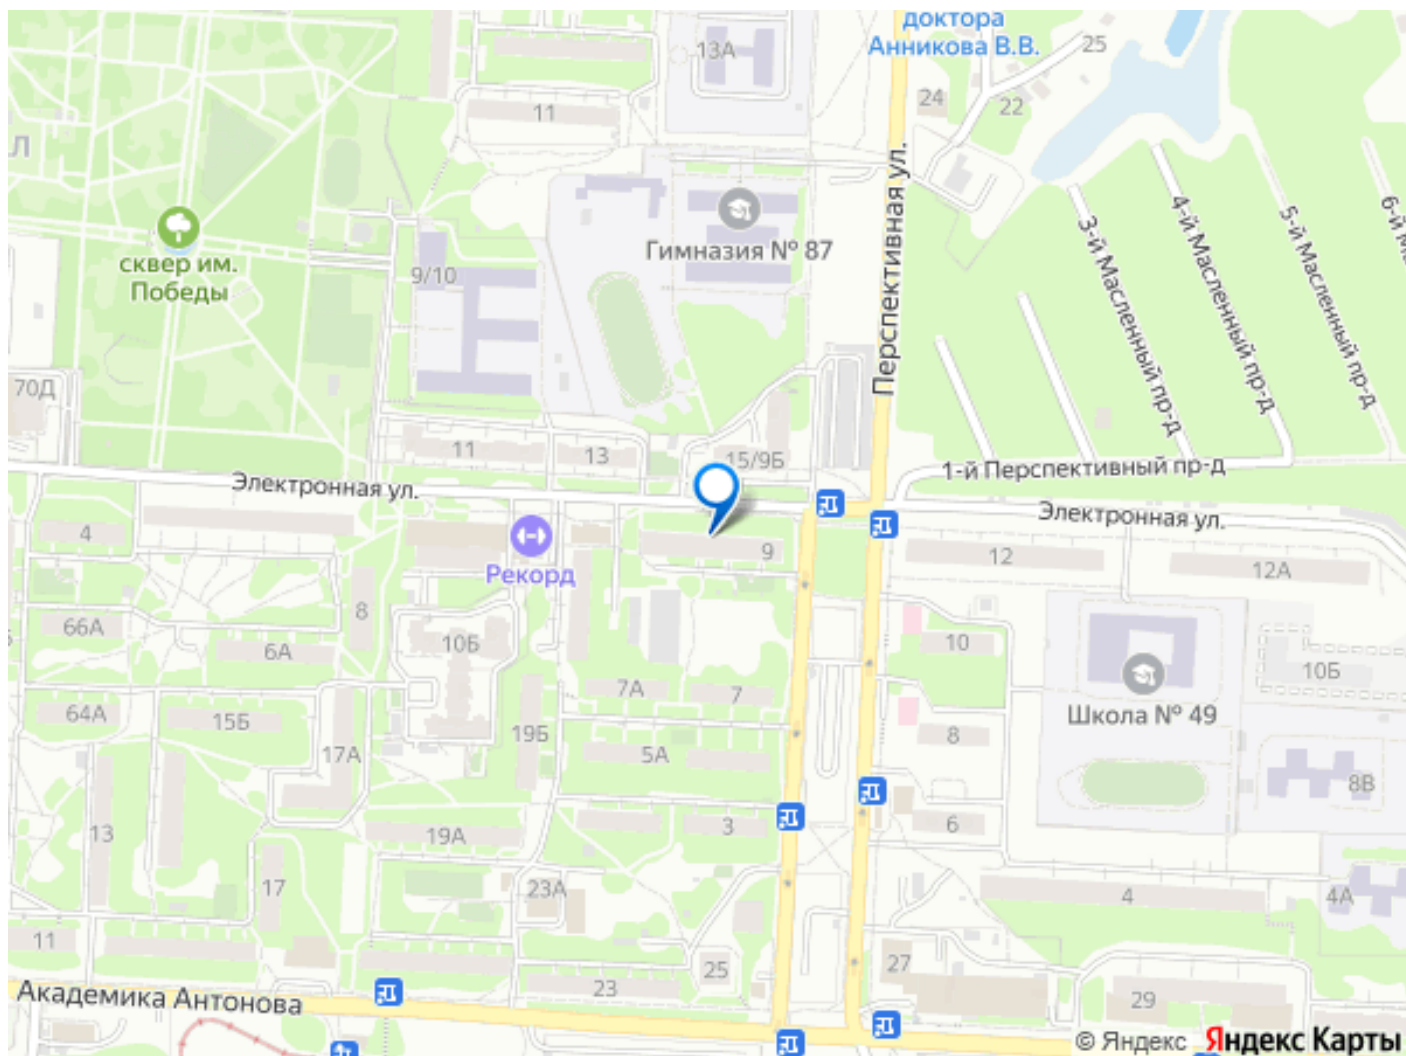 доктора
Анникова В.В.
25
13А
24
22
11
Л
Перспективная ул.
3-й Масленный пр-д
4-й Масленный пр-д
5-й Масленный пр-д
Гимназия № 87
сквер им.
Победы
9/10
70Д
11
13
15/9Б
1-й Перспективный пр-д
Электронная ул.
Электронная ул.
4
Рекорд
9
12
12А
8
66А
6А
10Б
10
10Б
7А
7
64А
15Б
19Б
Школа № 49
17А
5А
8
8В
13
19А
3
6
17
23А
4
4А
11
25
27
23
29
Академика Антонова
© Яндекс Яндекс Карты